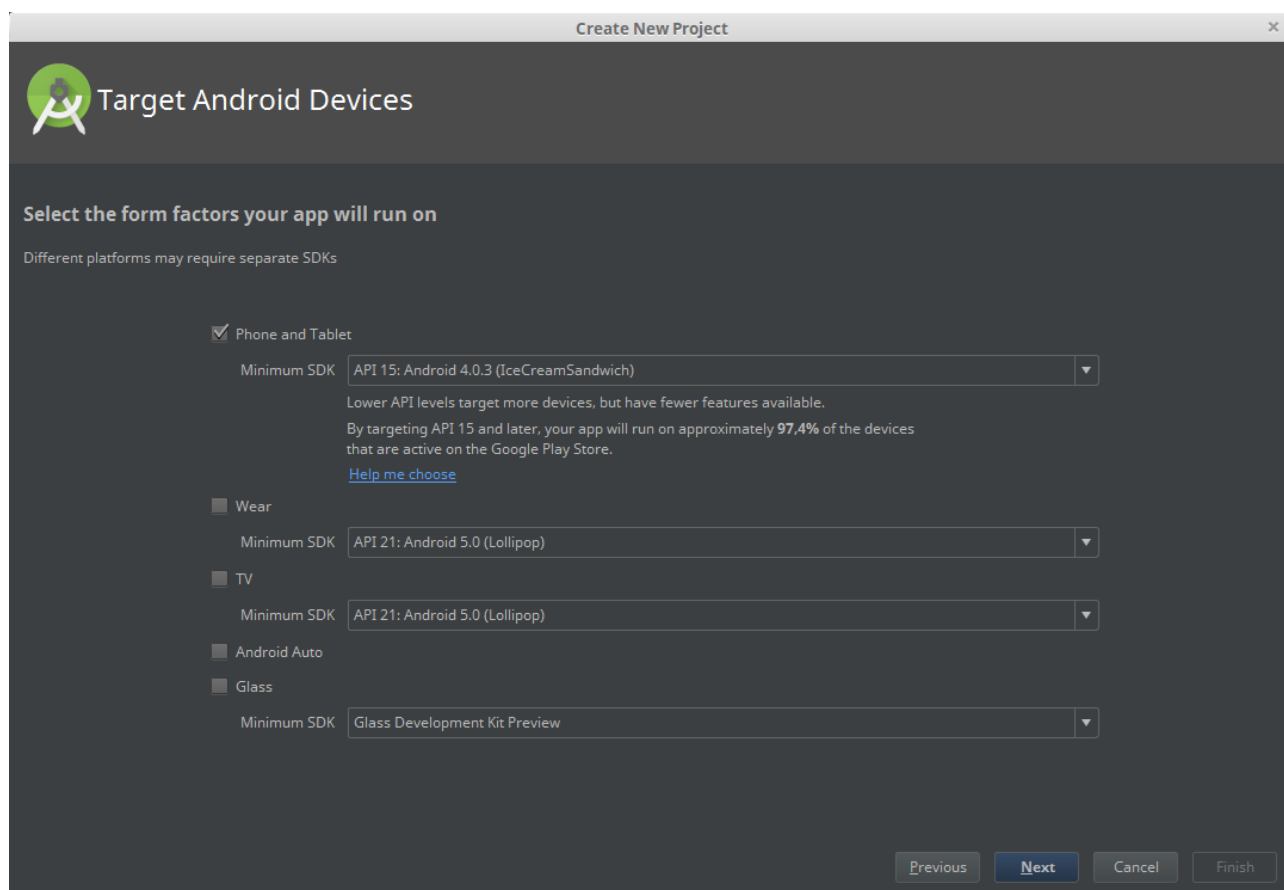 Create New Project
Target Android Devices
Select the form factors your app will run on
Different platforms may require separate SDKs
Phone and Tablet
Minimum SDK API 15: Android 4.0.3 (IceCreamSandwich)
Lower API levels target more devices, but have fewer features available.
By targeting API 15 and later, your app will run on approximately 97,4% of the devices
that are active on the Google Play Store.
Help me choose
Wear
Minimum SDK API 21: Android 5.0 (Lollipop)
TV
Minimum SDK API 21: Android 5.0 (Lollipop)
Android Auto
Glass
Minimum SDK Glass Development Kit Preview
Previous Next Cancel Finish